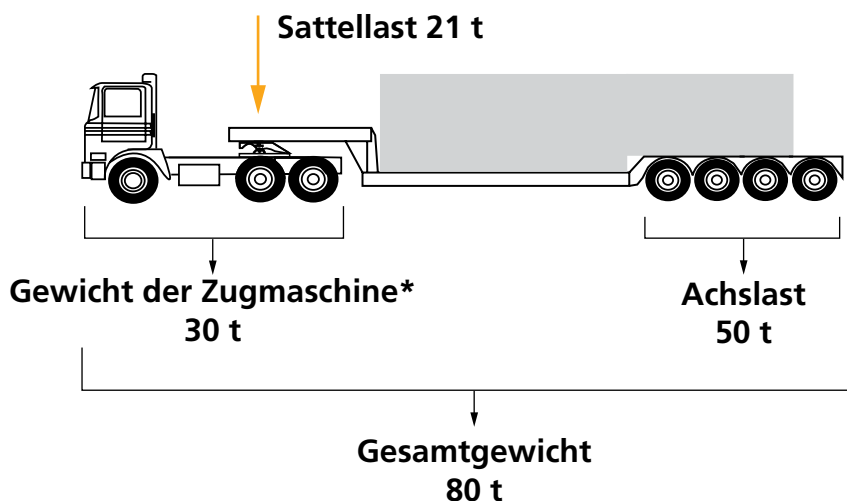 Sattellast 21 t
Gewicht der Zugmaschine*
30 t
Achslast
50 t
Gesamtgewicht
80 t